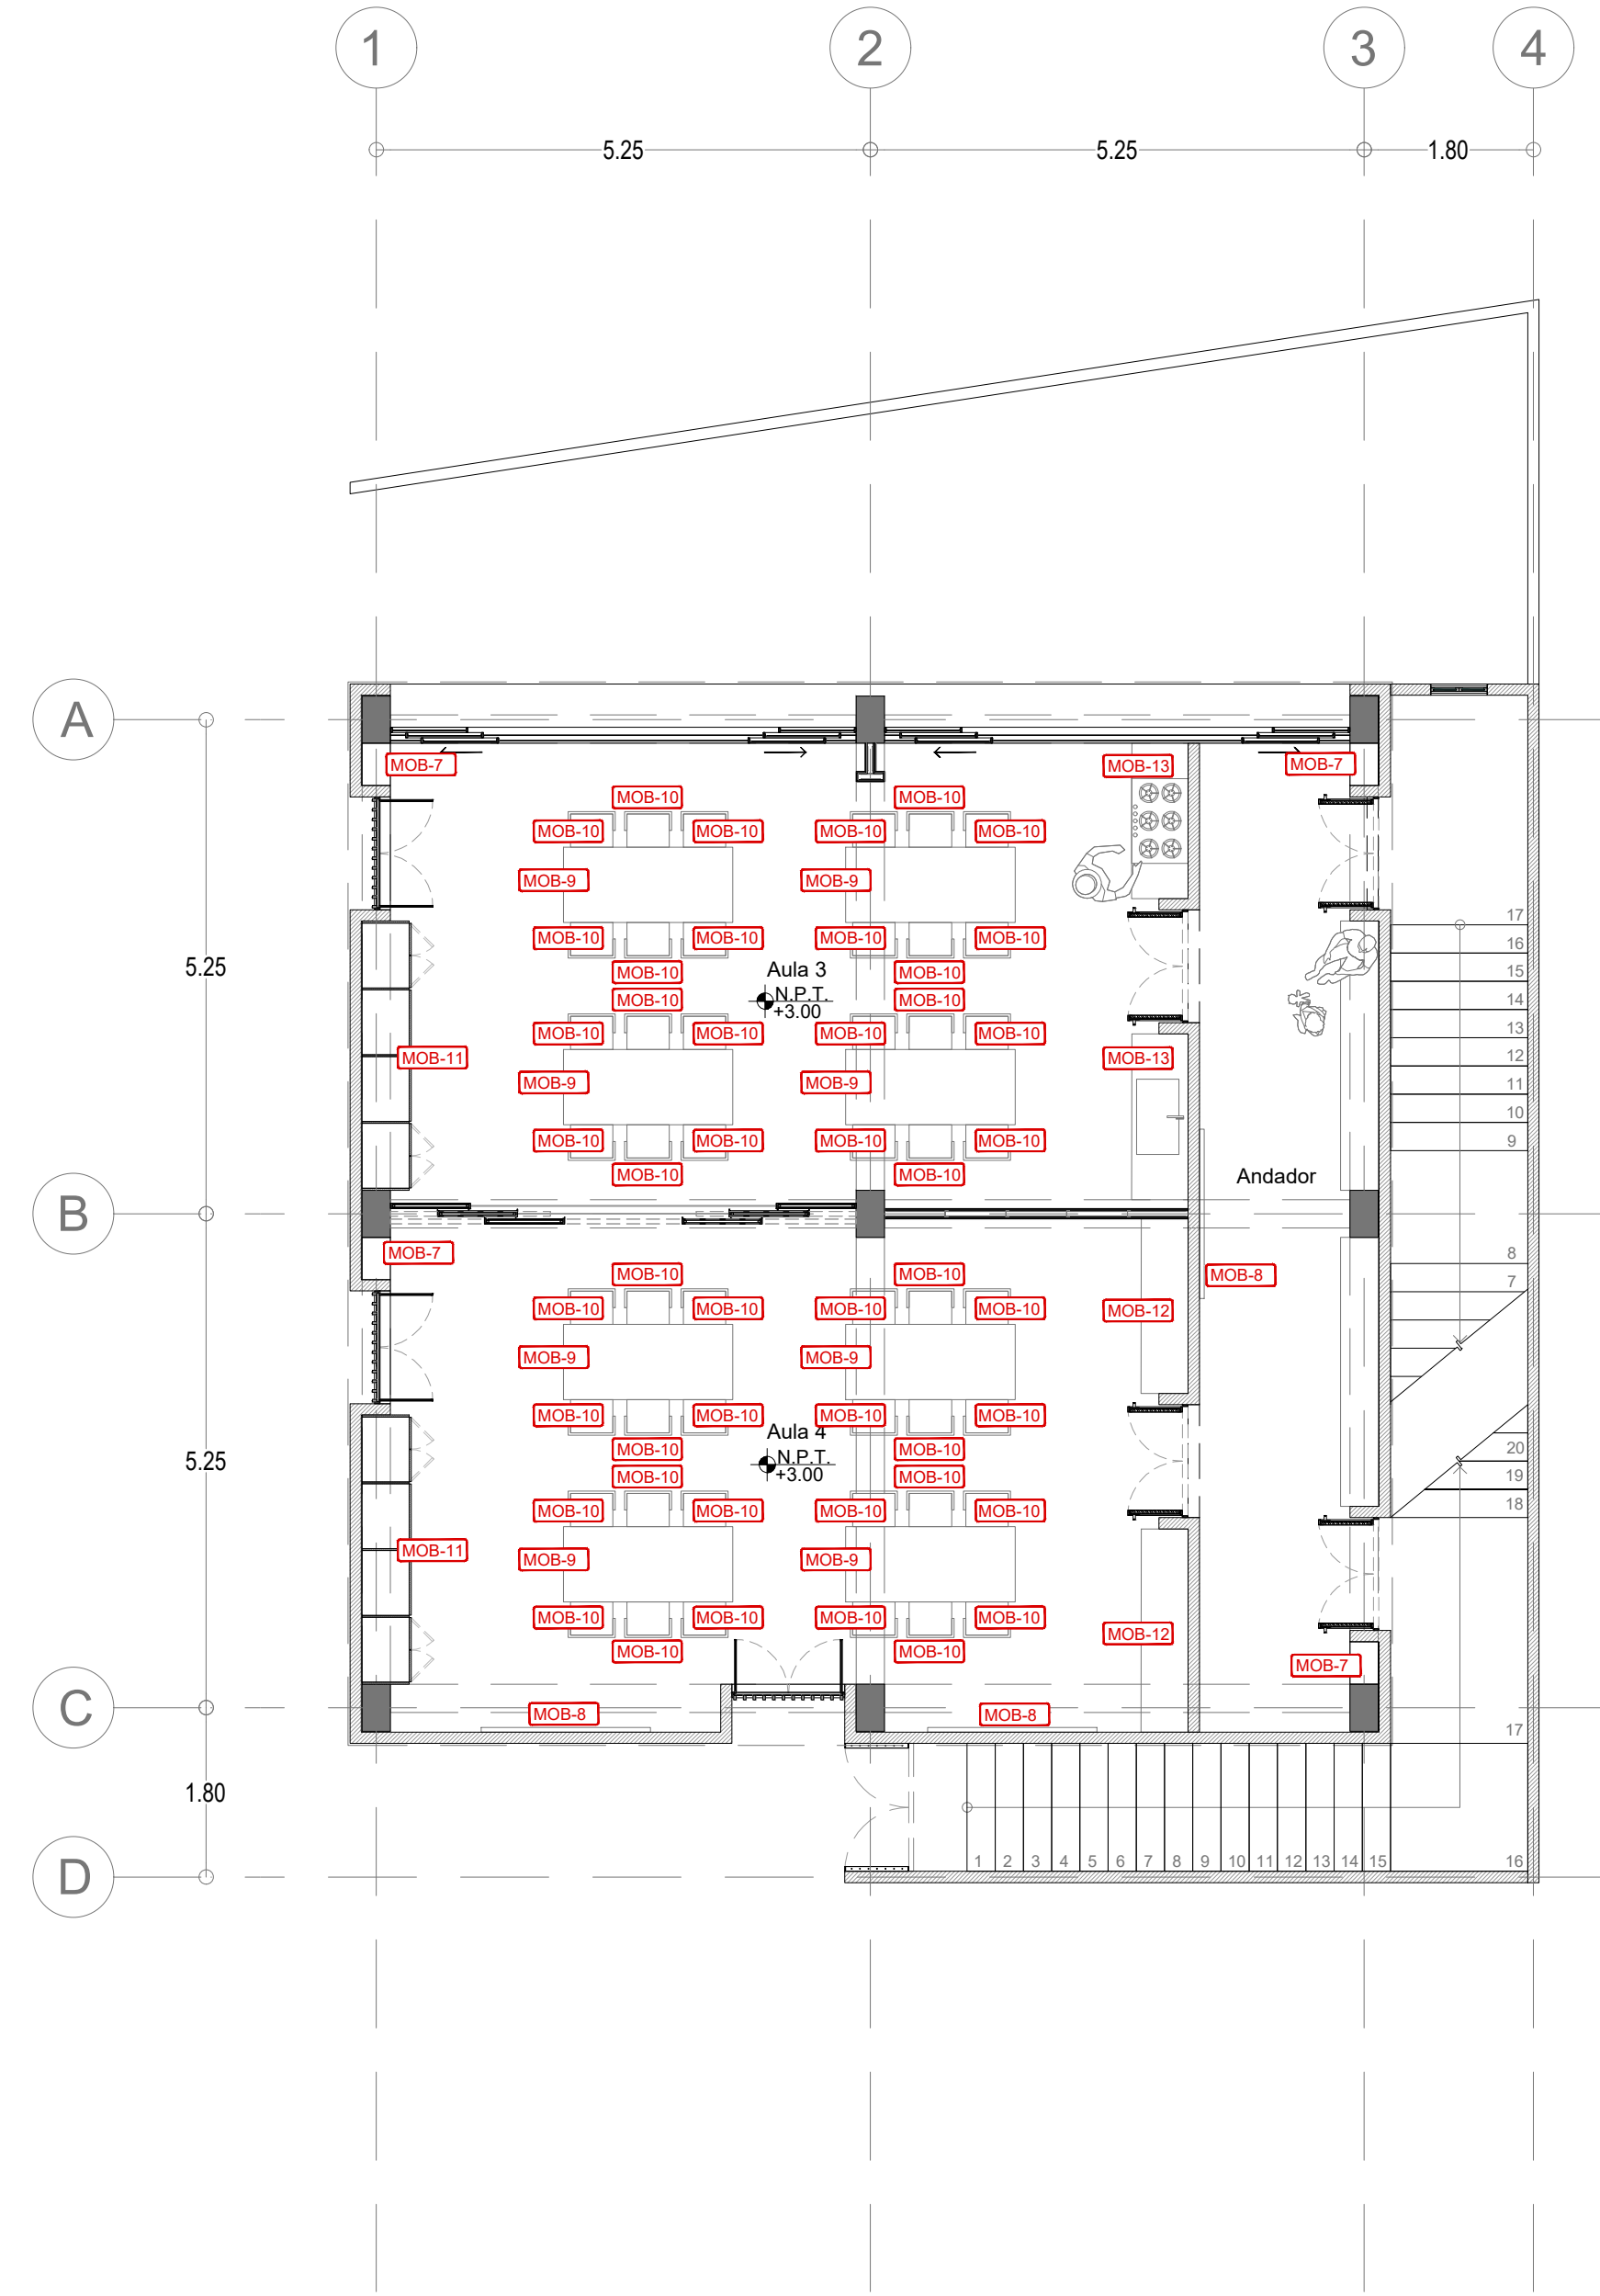 1 2 3 4
5.25 5.25 1.80
A
MOB-7 MOB-13 MOB-7
MOB-10 MOB-10
MOB-10 MOB-10 MOB-10 MOB-10
MOB-9 MOB-9
17
MOB-10 MOB-10 MOB-10 MOB-10
16
5.25
MOB-10 Aula 3 MOB-10
15
MOB-10 N.P.T. MOB-10
14
+3.00
MOB-10 MOB-10 MOB-10 MOB-10
13
MOB-11 MOB-13
12
MOB-9 MOB-9
11
10
MOB-10 MOB-10 MOB-10 MOB-10
9
MOB-10 MOB-10 Andador
B
MOB-7
8
MOB-10 MOB-10 MOB-8
7
MOB-10 MOB-10 MOB-10 MOB-10 MOB-12
MOB-9 MOB-9
MOB-10 MOB-10 MOB-10 MOB-10
Aula 4
MOB-10 MOB-10
20
5.25
N.P.T.
MOB-10 +3.00 MOB-10
19
MOB-10 MOB-10 MOB-10 MOB-10
18
MOB-11
MOB-9 MOB-9
MOB-10 MOB-10 MOB-10 MOB-10
MOB-12
MOB-10 MOB-10
MOB-7
C
MOB-8 MOB-8
17
1.80
1 2 3 4 5 6 7 8 9 10 11 12 13 14 15 16
D